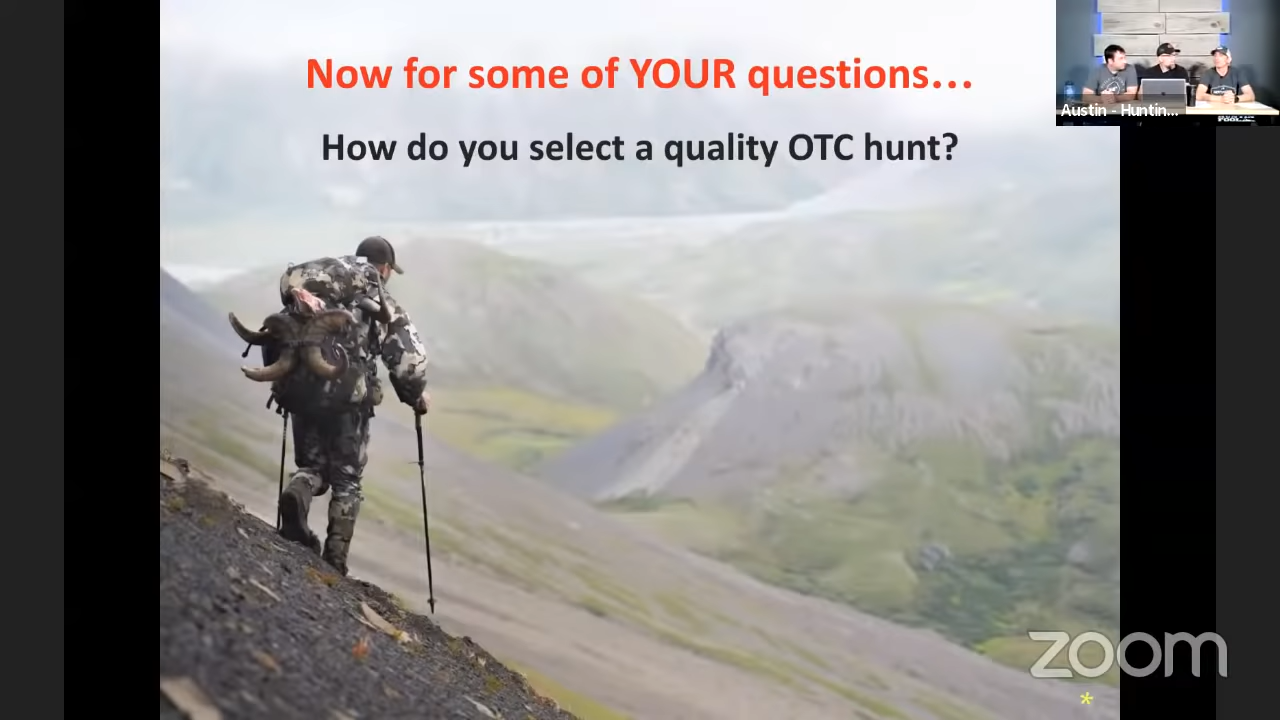 Now for some of YOUR questions...
How do you select a quality OTC hunt?
Austin - Huntin...
zoom
*